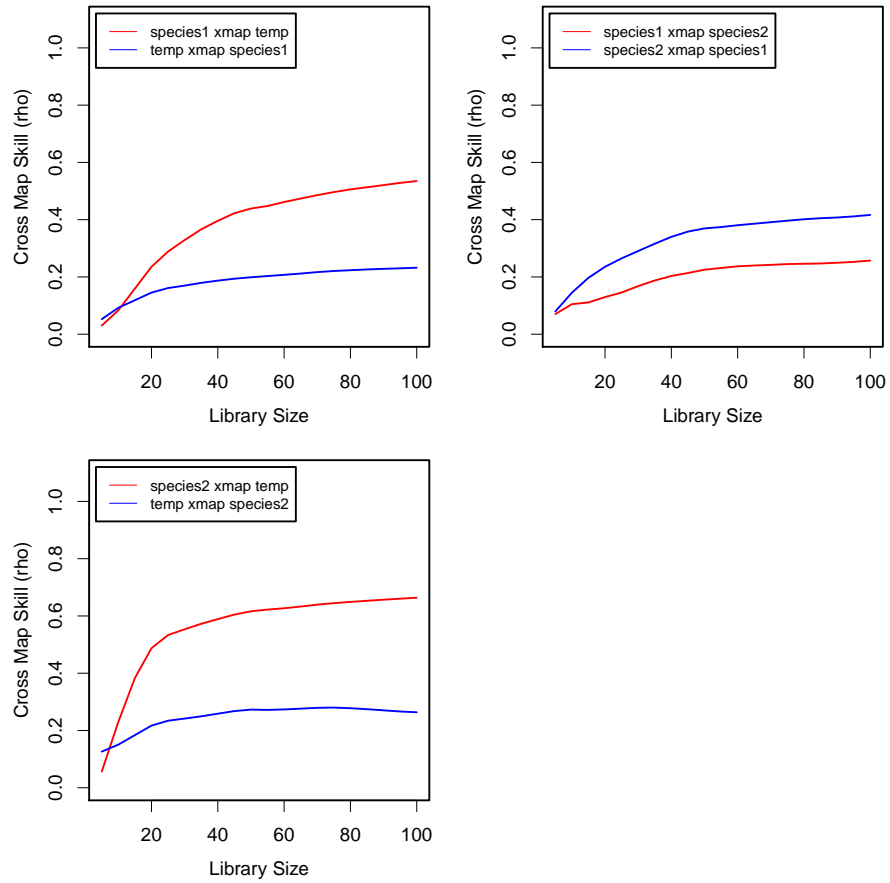 species1 xmap temp
temp xmap species1
Cross Map Skill (rho)
1.0
0.8
0.6
0.4
0.2
0.0
20 40 60 80 100
Library Size
species1 xmap species2
species2 xmap species1
Cross Map Skill (rho)
1.0
0.8
0.6
0.4
0.2
0.0
20 40 60 80 100
Library Size
species2 xmap temp
temp xmap species2
Cross Map Skill (rho)
1.0
0.8
0.6
0.4
0.2
0.0
20 40 60 80 100
Library Size